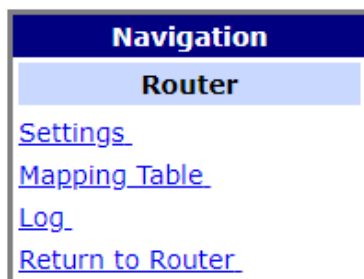 Navigation
Router
Settings
Mapping Table
Log
Return to Router